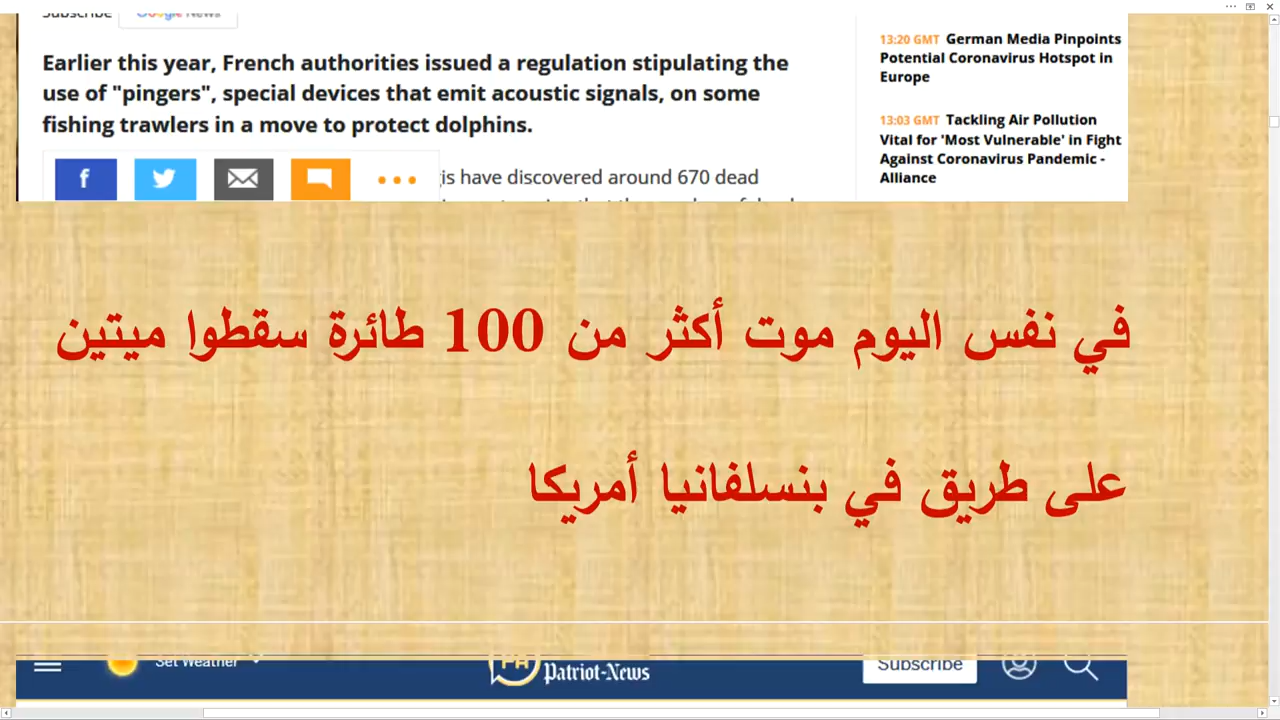 Subscribe
Google News
Earlier this year, French authorities issued a regulation stipulating the
use of "pingers", special devices that emit acoustic signals, on some
fishing trawlers in a move to protect dolphins.
is have discovered around 670 dead
13:20 GMT German Media Pinpoints
Potential Coronavirus Hotspot in
Europe
13:03 GMT Tackling Air Pollution
Vital for 'Most Vulnerable' in Fight
Against Coronavirus Pandemic -
Alliance
في نفس اليوم موت أكثر من 100 طائرة سقطوا ميتين
على طريق في بنسلفانيا أمريكا
Set Weather
PA
Patriot-News
Subscribe